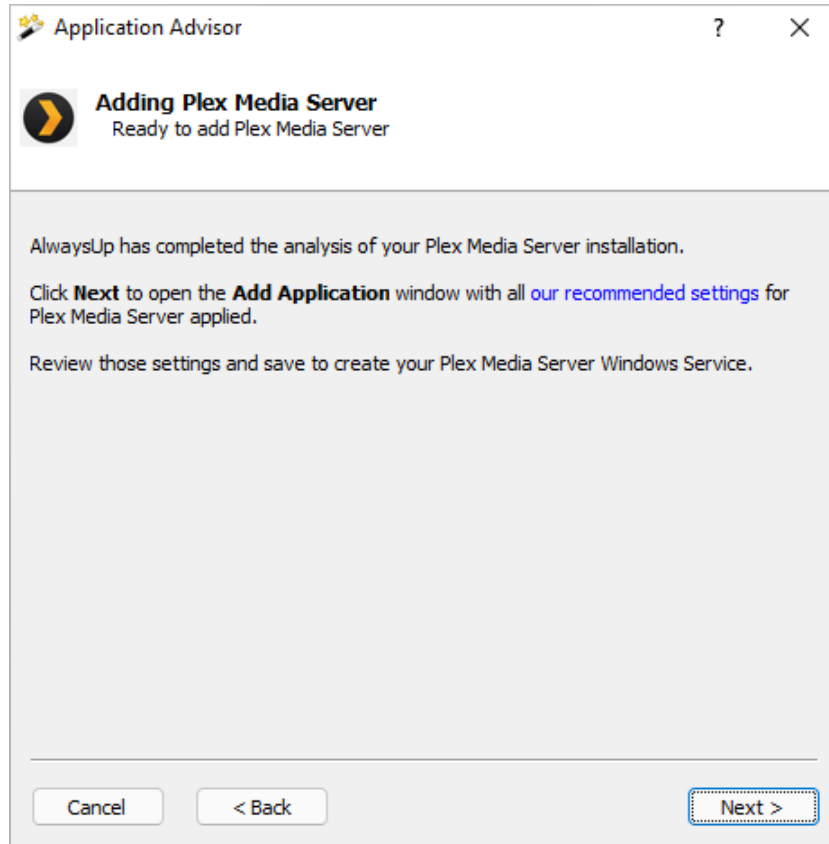 Application Advisor
?
Adding Plex Media Server
Ready to add Plex Media Server
AlwaysUp has completed the analysis of your Plex Media Server installation.
Click Next to open the Add Application window with all our recommended settings for
Plex Media Server applied.
Review those settings and save to create your Plex Media Server Windows Service.
Cancel
< Back
Next >